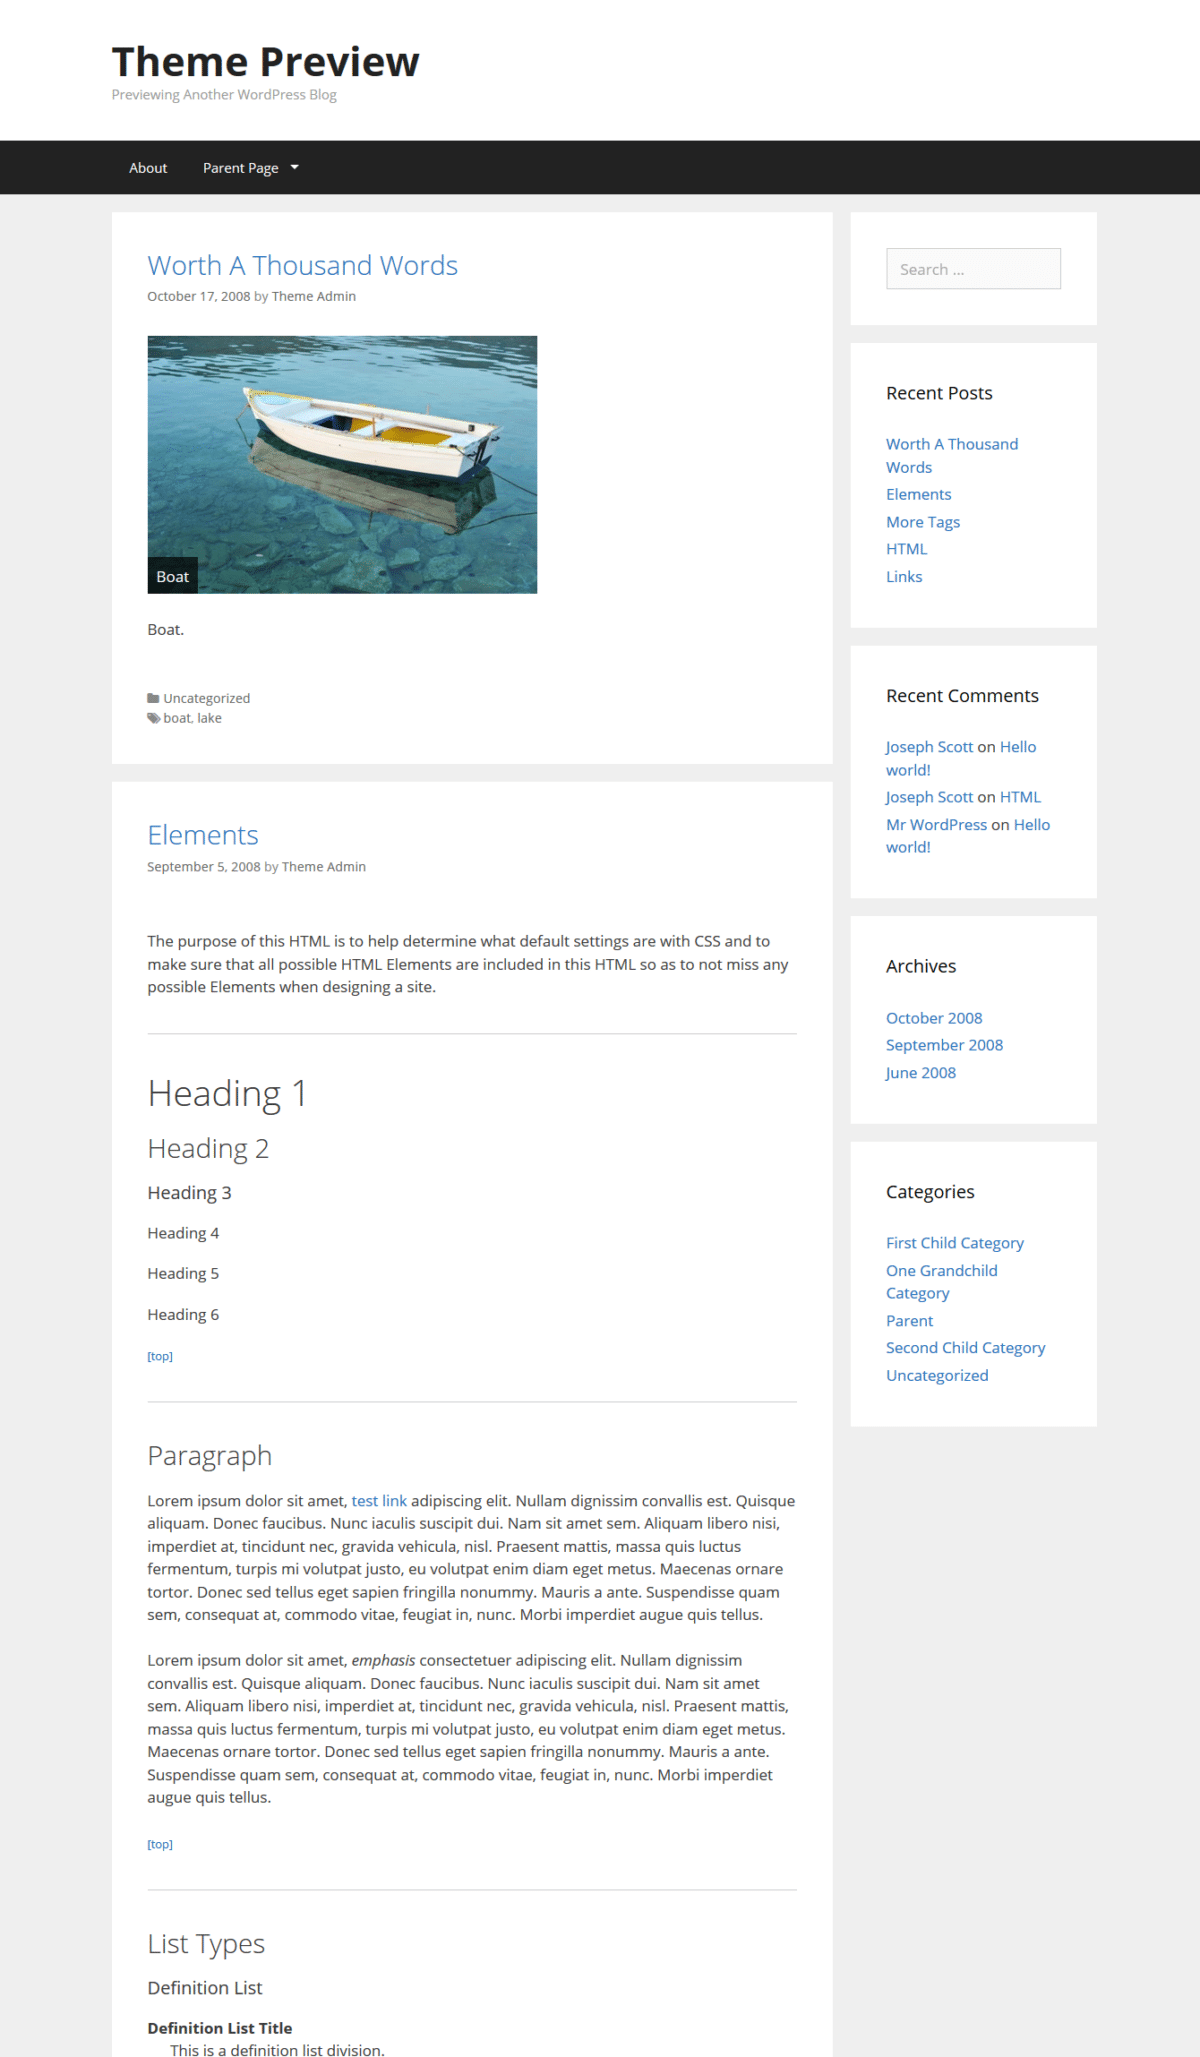 Theme Preview
Previewing Another WordPress Blog
About
Parent Page
Worth A Thousand Words
October 17, 2008 by Theme Admin
Boat
Boat.
Uncategorized
boat, lake
Elements
September 5, 2008 by Theme Admin
The purpose of this HTML is to help determine what default settings are with CSS and to
make sure that all possible HTML Elements are included in this HTML so as to not miss any
possible Elements when designing a site.
Heading 1
Heading 2
Heading 3
Heading 4
Heading 5
Heading 6
[top]
Paragraph
Lorem ipsum dolor sit amet, test link adipiscing elit. Nullam dignissim convallis est. Quisque
aliquam. Donec faucibus. Nunc iaculis suscipit dui. Nam sit amet sem. Aliquam libero nisi,
imperdiet at, tincidunt nec, gravida vehicula, nisl. Praesent mattis, massa quis luctus
fermentum, turpis mi volutpat justo, eu volutpat enim diam eget metus. Maecenas ornare
tortor. Donec sed tellus eget sapien fringilla nonummy. Mauris a ante. Suspendisse quam
sem, consequat at, commodo vitae, feugiat in, nunc. Morbi imperdiet augue quis tellus.
Lorem ipsum dolor sit amet, emphasis consectetuer adipiscing elit. Nullam dignissim
convallis est. Quisque aliquam. Donec faucibus. Nunc iaculis suscipit dui. Nam sit amet
sem. Aliquam libero nisi, imperdiet at, tincidunt nec, gravida vehicula, nisl. Praesent mattis,
massa quis luctus fermentum, turpis mi volutpat justo, eu volutpat enim diam eget metus.
Maecenas ornare tortor. Donec sed tellus eget sapien fringilla nonummy. Mauris a ante.
Suspendisse quam sem, consequat at, commodo vitae, feugiat in, nunc. Morbi imperdiet
augue quis tellus.
[top]
List Types
Definition List
Definition List Title
This is a definition list division.
Search ...
Recent Posts
Worth A Thousand
Words
Elements
More Tags
HTML
Links
Recent Comments
Joseph Scott on Hello
world!
Joseph Scott on HTML
Mr WordPress on Hello
world!
Archives
October 2008
September 2008
June 2008
Categories
First Child Category
One Grandchild
Category
Parent
Second Child Category
Uncategorized